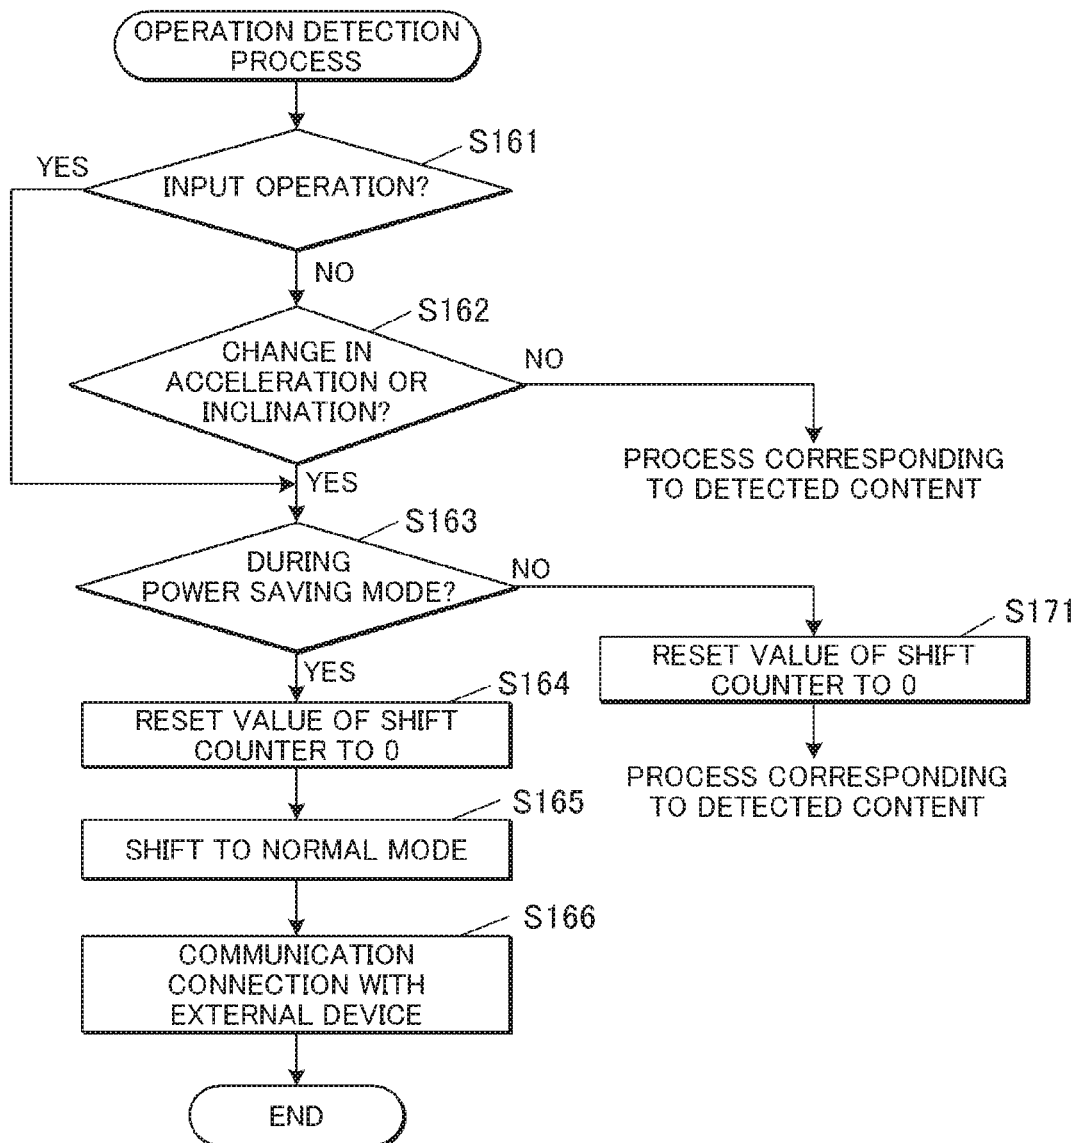 OPERATION DETECTION
PROCESS
S161
YES
INPUT OPERATION?
NO
S162
CHANGE IN
ACCELERATION OR
INCLINATION?
NO
PROCESS CORRESPONDING
TO DETECTED CONTENT
YES
S163
DURING
POWER SAVING MODE?
NO
S171
RESET VALUE OF SHIFT
COUNTER TO 0
PROCESS CORRESPONDING
TO DETECTED CONTENT
YES
S164
RESET VALUE OF SHIFT
COUNTER TO 0
S165
SHIFT TO NORMAL MODE
S166
COMMUNICATION
CONNECTION WITH
EXTERNAL DEVICE
END